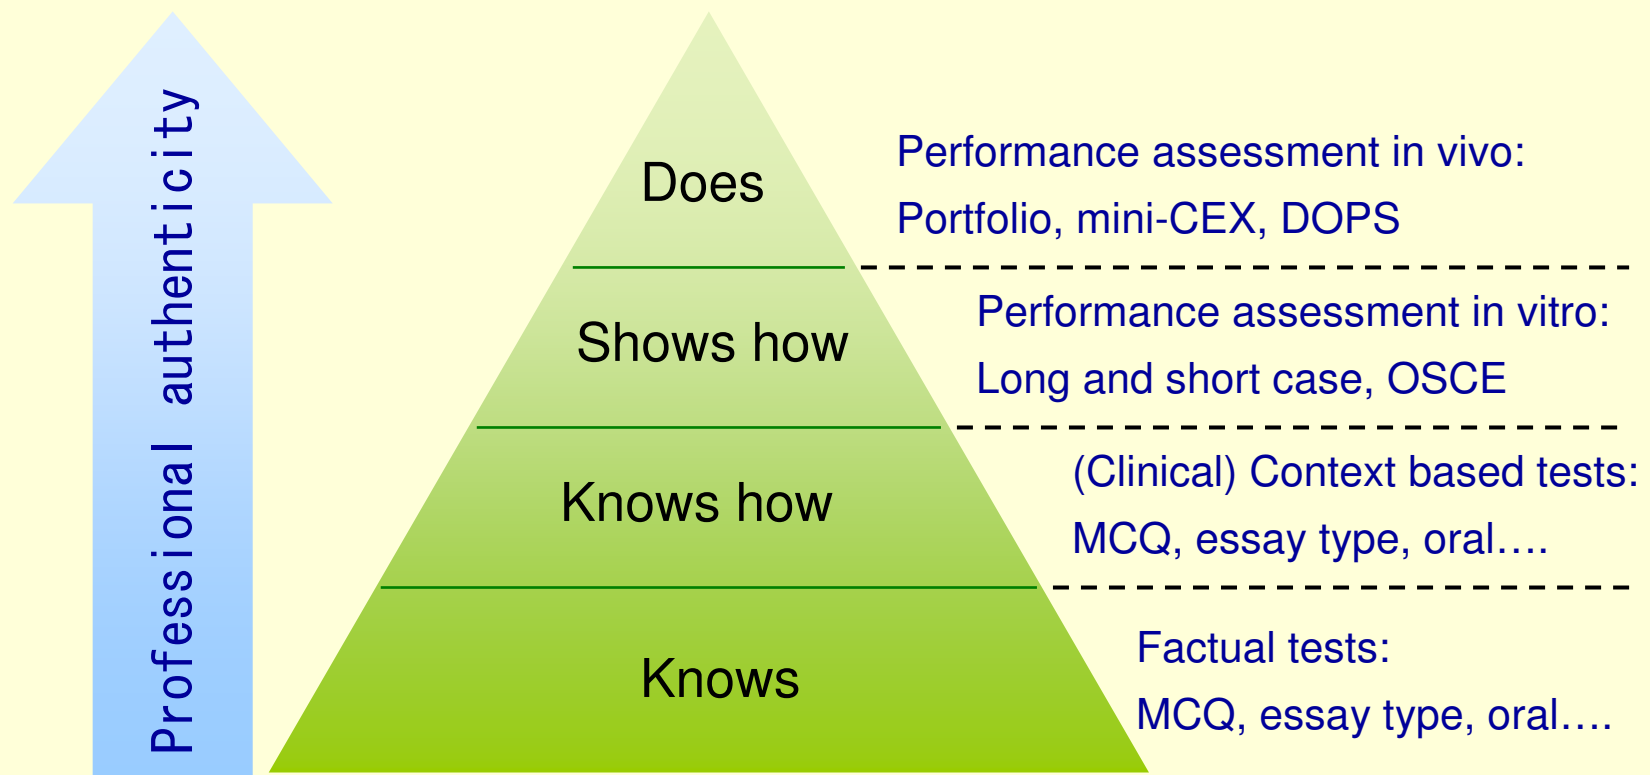 Professional authenticity
Does
Performance assessment in vivo:
Portfolio, mini-CEX, DOPS
Shows how
Performance assessment in vitro:
Long and short case, OSCE
Knows how
(Clinical) Context based tests:
MCQ, essay type, oral....
Knows
Factual tests:
MCQ, essay type, oral....